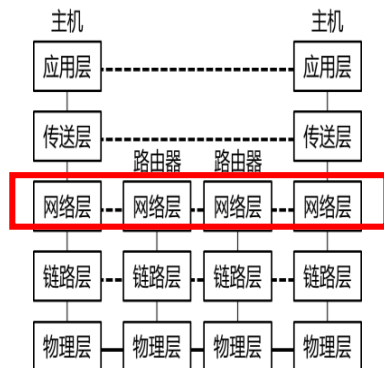 主机 主机
应用层 应用层
传送层 传送层
路由器 路由器
网络层 网络层 网络层 网络层
链路层 链路层 链路层 链路层
物理层 物理层 物理层 物理层